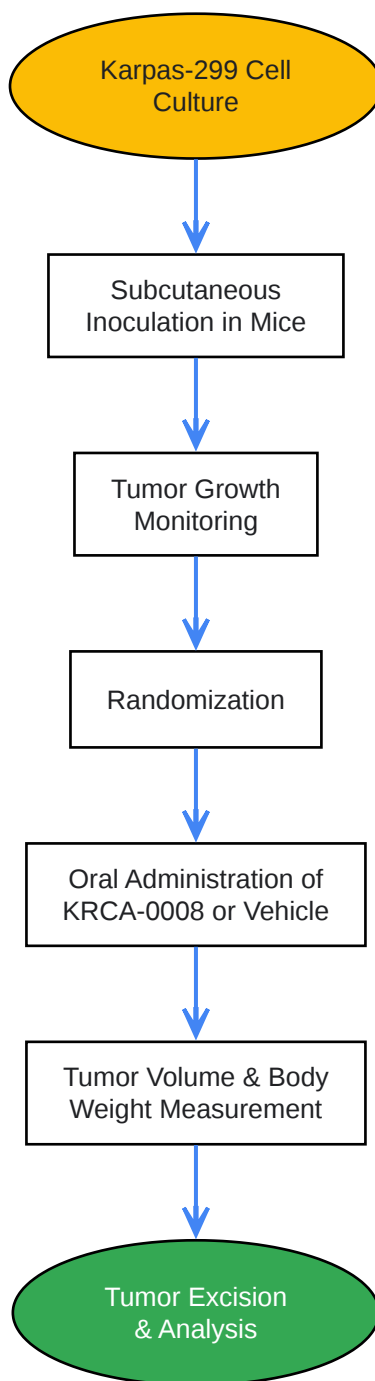 Karpas-299 Cell
Culture
Subcutaneous
Inoculation in Mice
Tumor Growth
Monitoring
Randomization
Oral Administration of
KRCA-0008 or Vehicle
Tumor Volume & Body
Weight Measurement
Tumor Excision
& Analysis